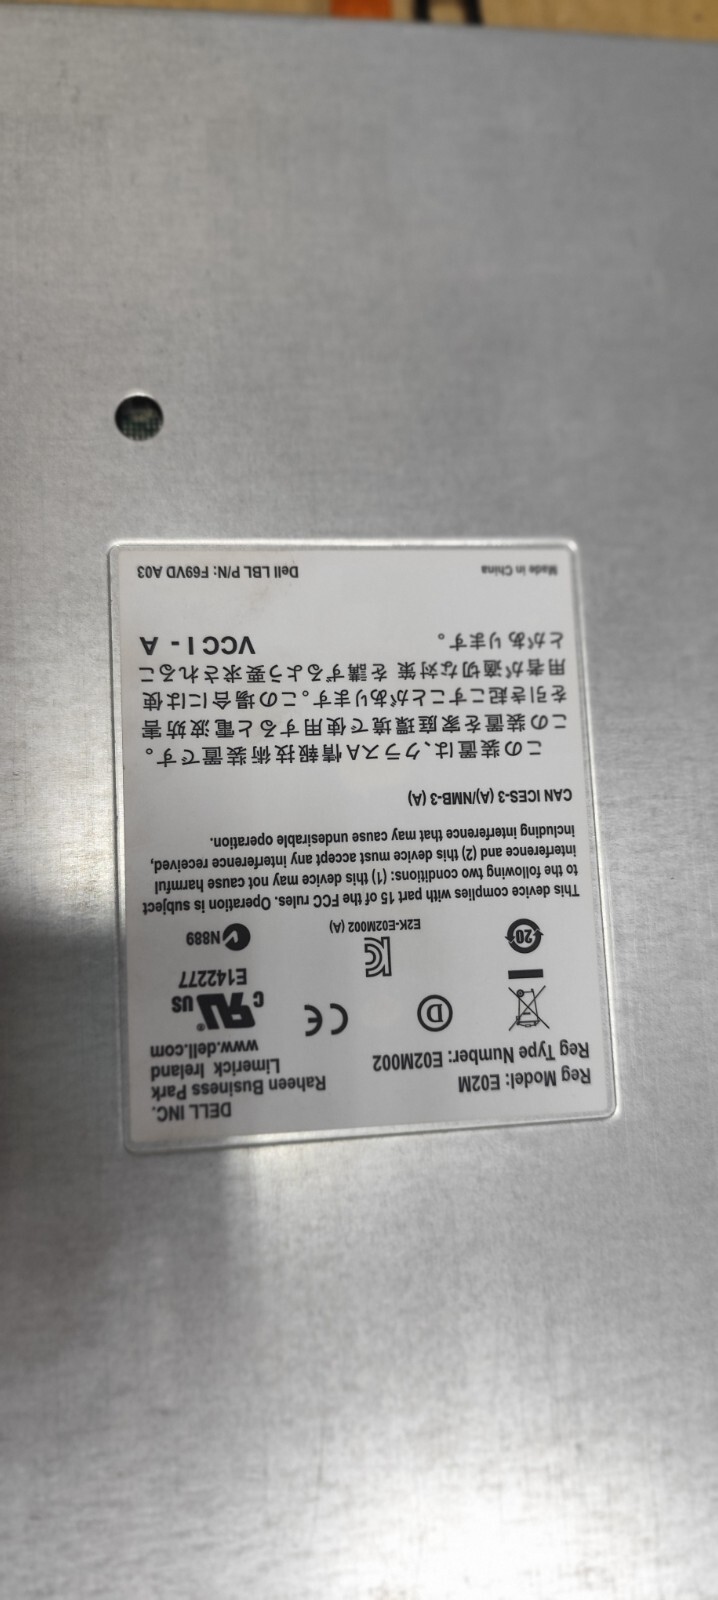 Reg Model: E02M
Reg Type Number: E02M002
DELL INC.
Raheen Business Park
Limerick Ireland
www.dell.com
D
CE
c UL® US
E142277
20
E2K-E02M002 (A)
N889
This device complies with part 15 of the FCC rules. Operation is subject
to the following two conditions: (1) this device may not cause harmful
interference and (2) this device must accept any interference received,
including interference that may cause undesirable operation.
CAN ICES-3 (A)/NMB-3 (A)
この装置は、クラスA情報技術装置です。
この装置を家庭環境で使用すると電波妨害
を引き起こすことがあります。この場合には使
用者が適切な対策を講ずるよう要求されるこ
とがあります。 VCCI-A
Made in China Dell LBL P/N: F69VD A03